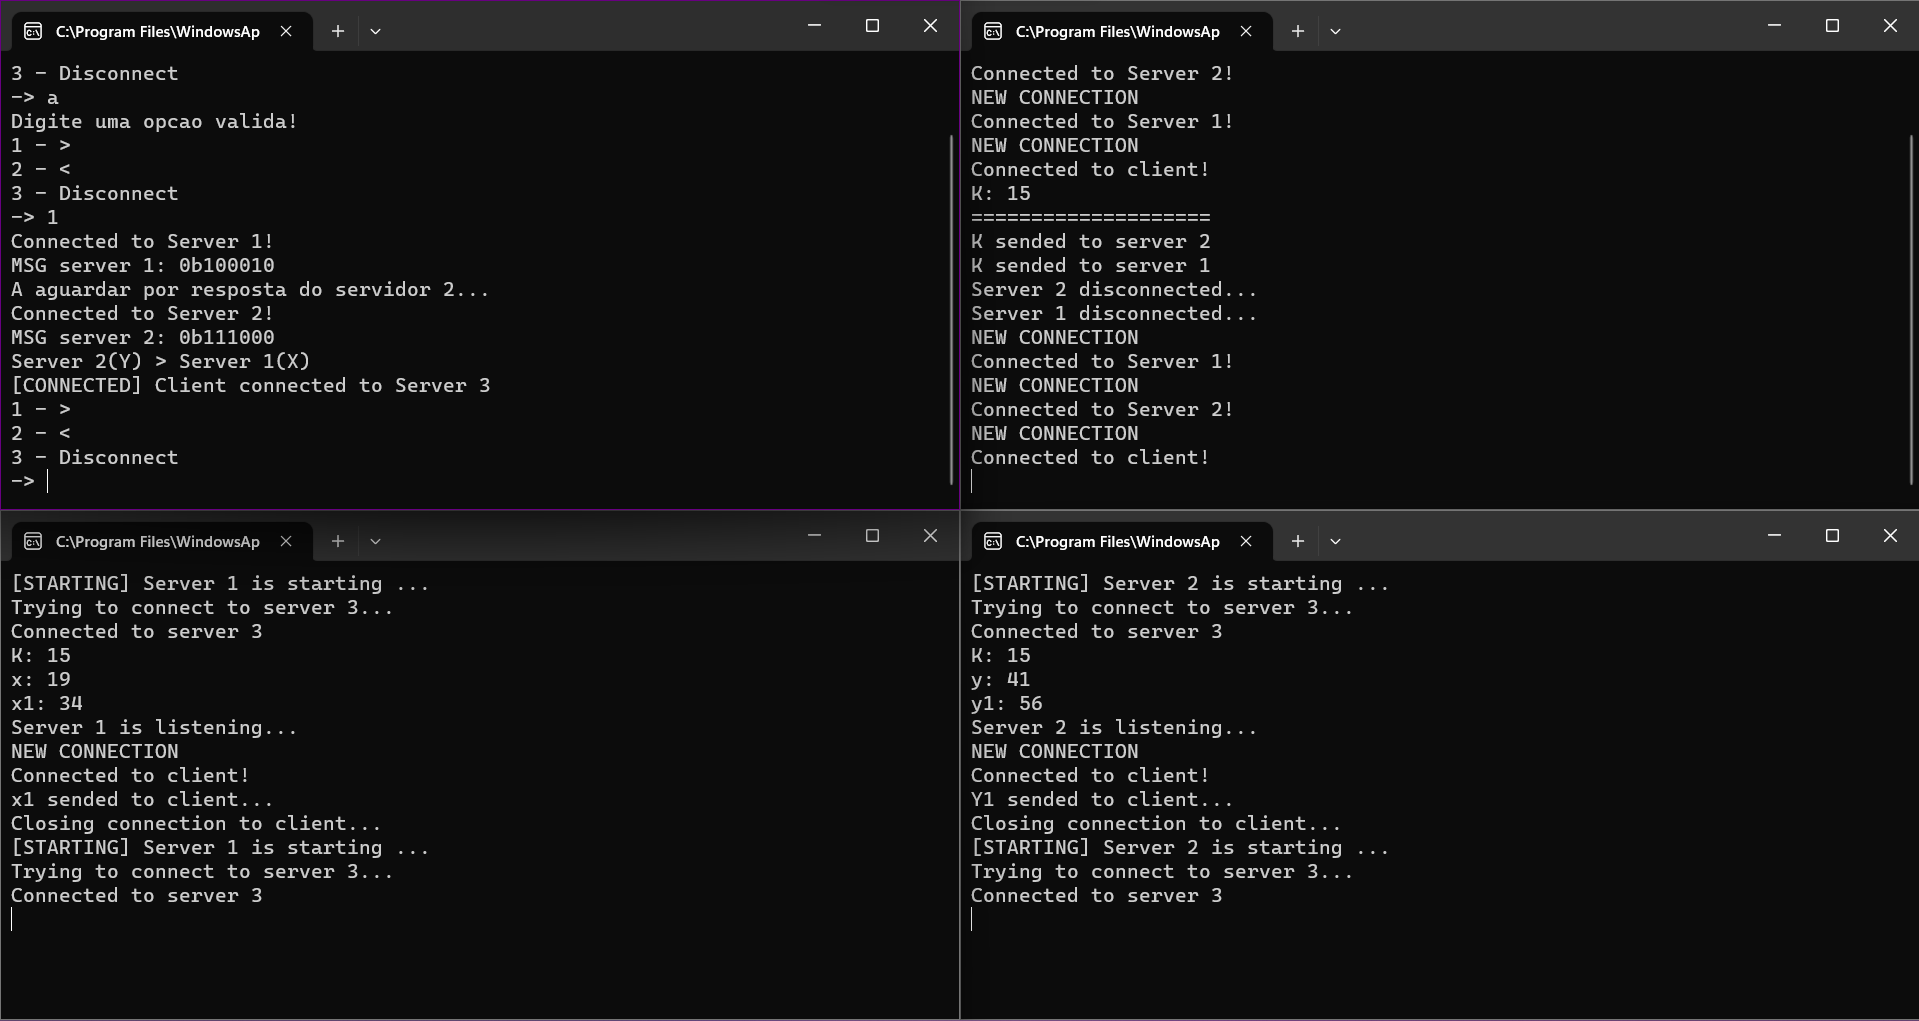 C:\Program Files\WindowsAp
3 - Disconnect
-> a
Digite uma opcao valida!
1 - >
2 - <
3 - Disconnect
-> 1
Connected to Server 1!
MSG server 1: 0b100010
A aguardar por resposta do servidor 2...
Connected to Server 2!
MSG server 2: 0b111000
Server 2(Y) > Server 1(X)
[CONNECTED] Client connected to Server 3
1 - >
2 - <
3 - Disconnect
->
C:\Program Files\WindowsAp
Connected to Server 2!
NEW CONNECTION
Connected to Server 1!
NEW CONNECTION
Connected to client!
K: 15
====================
K sended to server 2
K sended to server 1
Server 2 disconnected...
Server 1 disconnected...
NEW CONNECTION
Connected to Server 1!
NEW CONNECTION
Connected to Server 2!
NEW CONNECTION
Connected to client!
C:\Program Files\WindowsAp
[STARTING] Server 1 is starting ...
Trying to connect to server 3...
Connected to server 3
K: 15
x: 19
x1: 34
Server 1 is listening...
NEW CONNECTION
Connected to client!
x1 sended to client...
Closing connection to client...
[STARTING] Server 1 is starting ...
Trying to connect to server 3...
Connected to server 3
C:\Program Files\WindowsAp
[STARTING] Server 2 is starting ...
Trying to connect to server 3...
Connected to server 3
K: 15
y: 41
y1: 56
Server 2 is listening...
NEW CONNECTION
Connected to client!
Y1 sended to client...
Closing connection to client...
[STARTING] Server 2 is starting ...
Trying to connect to server 3...
Connected to server 3